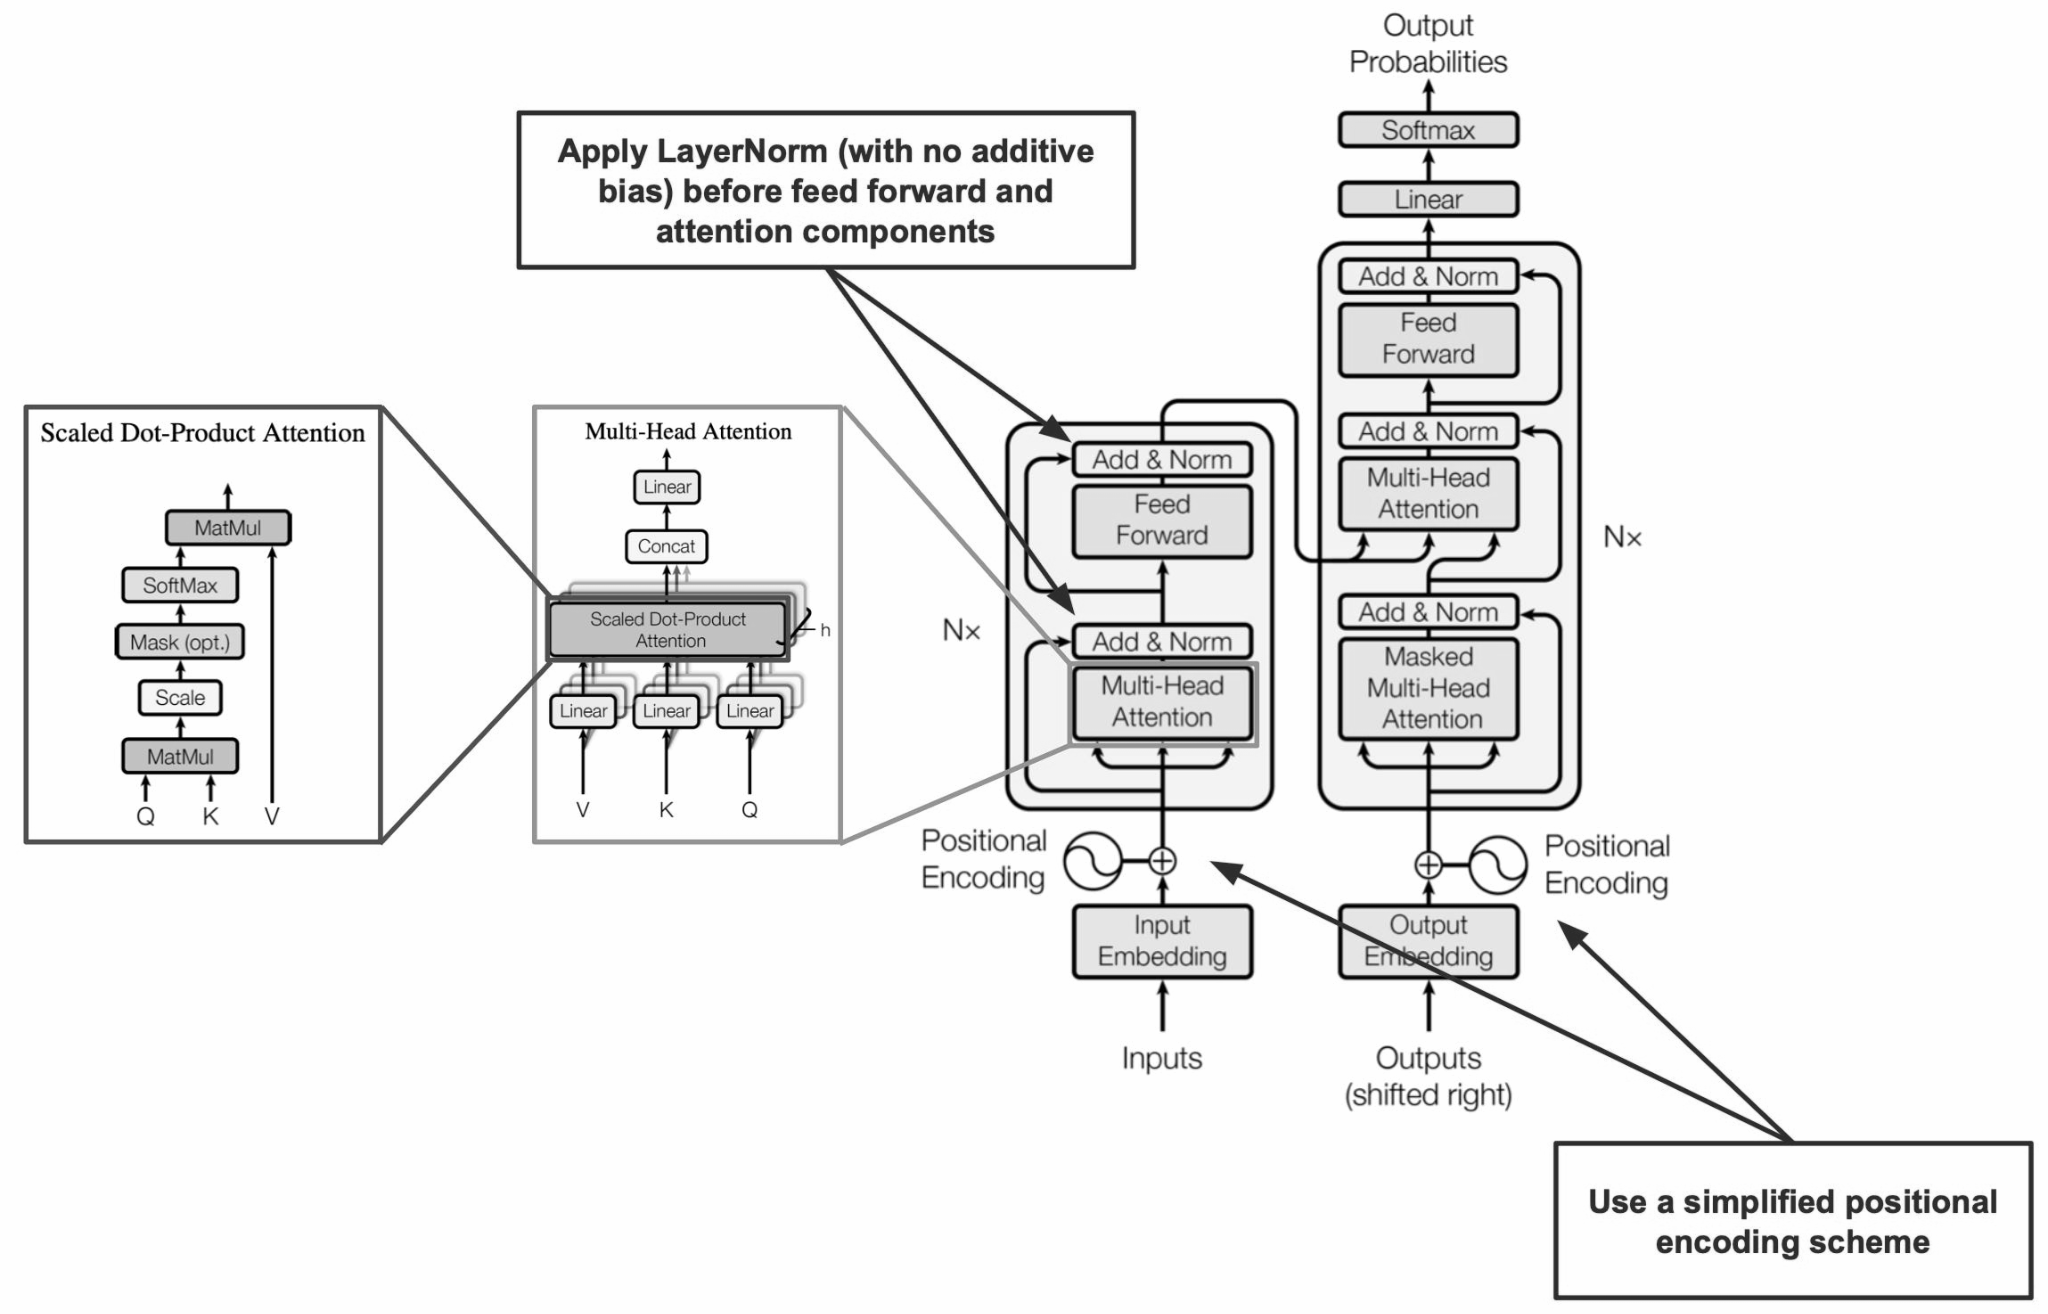 Output
Probabilities
Softmax
Linear
Add & Norm
Feed
Forward
Add & Norm
Multi-Head
Attention
Add & Norm
Masked
Multi-Head
Attention
N×
Positional
Encoding
Output
Embedding
Outputs
(shifted right)
Apply LayerNorm (with no additive
bias) before feed forward and
attention components
Add & Norm
Feed
Forward
Add & Norm
Multi-Head
Attention
N×
Positional
Encoding
Input
Embedding
Inputs
Multi-Head Attention
Linear
Concat
Scaled Dot-Product
Attention
h
Linear
Linear
Linear
V
K
Q
Scaled Dot-Product Attention
MatMul
SoftMax
Mask (opt.)
Scale
MatMul
Q
K
V
Use a simplified positional
encoding scheme